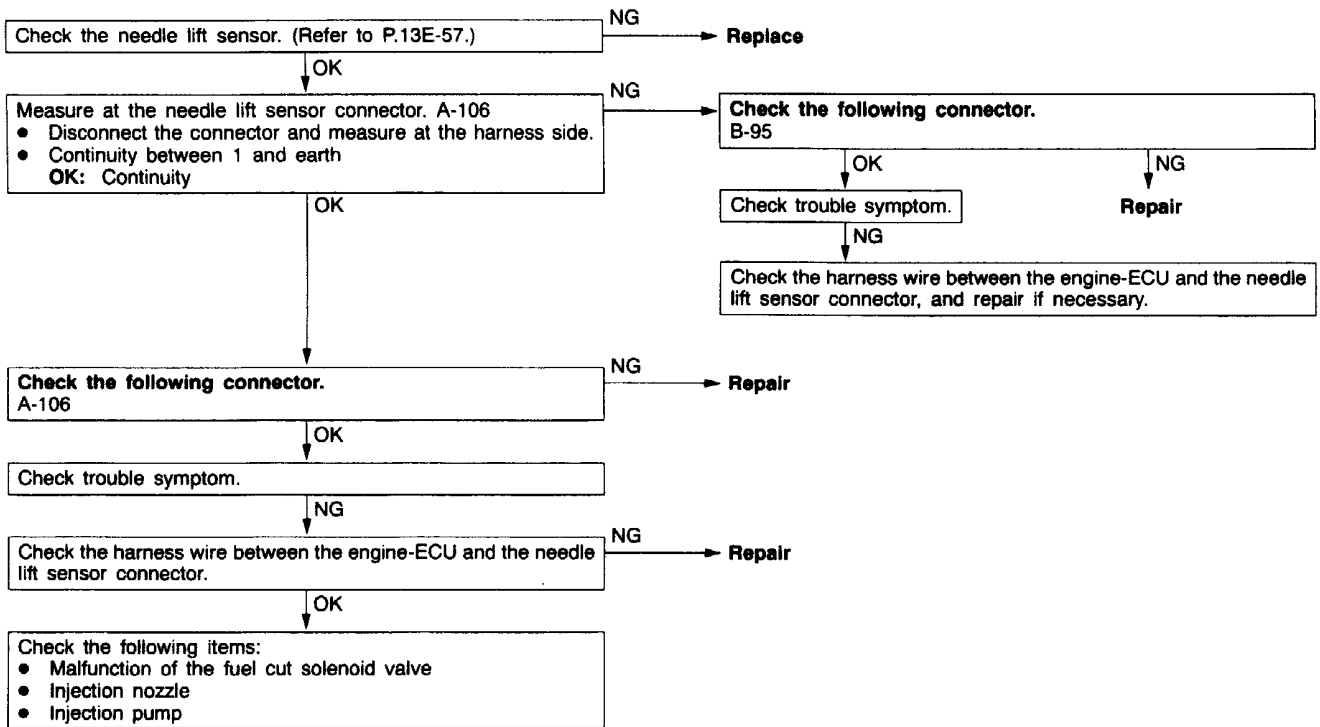 Check the needle lift sensor. (Refer to P.13E-57.)
NG
Replace
OK
Measure at the needle lift sensor connector. A-106
● Disconnect the connector and measure at the harness side.
● Continuity between 1 and earth
OK: Continuity
NG
Check the following connector.
B-95
OK
NG
Check trouble symptom.
Repair
NG
Check the harness wire between the engine-ECU and the needle
lift sensor connector, and repair if necessary.
OK
Check the following connector.
A-106
NG
Repair
OK
Check trouble symptom.
NG
Check the harness wire between the engine-ECU and the needle
lift sensor connector.
NG
Repair
OK
Check the following items:
● Malfunction of the fuel cut solenoid valve
● Injection nozzle
● Injection pump